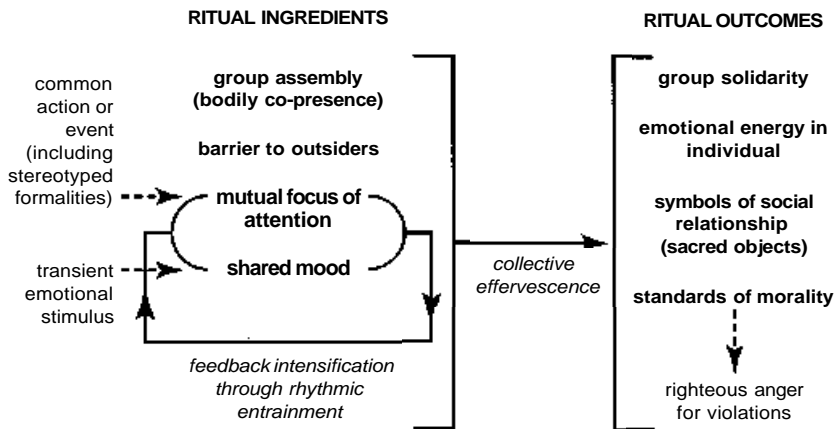 RITUAL INGREDIENTS
common
action or
event
(including
stereotyped
formalities)
transient
emotional
stimulus
group assembly
(bodily co-presence)
barrier to outsiders
mutual focus of
attention
shared mood
feedback intensification
through rhythmic
entrainment
collective
effervescence
RITUAL OUTCOMES
group solidarity
emotional energy in
individual
symbols of social
relationship
(sacred objects)
standards of morality
righteous anger
for violations